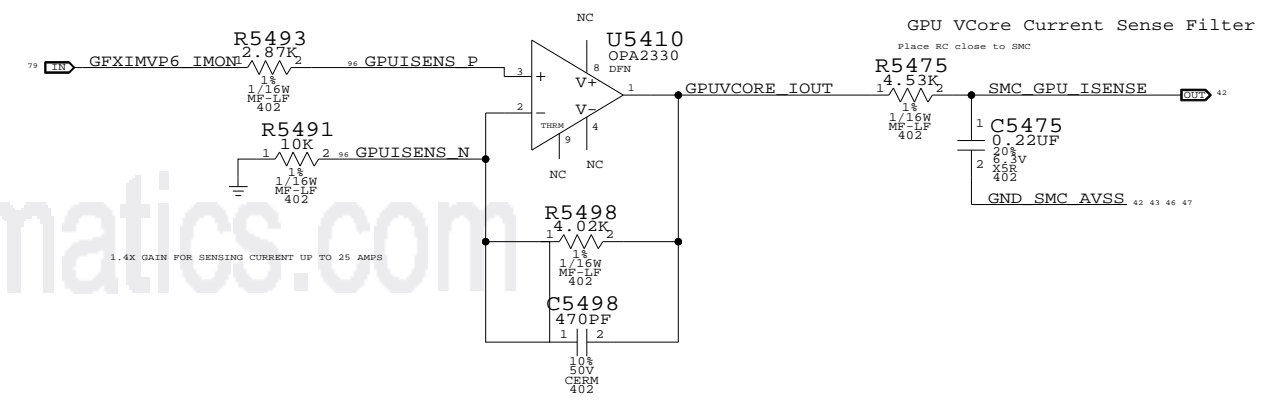 NC
GPU VCore Current Sense Filter
Place RC close to SMC
R5493
2.87K
1 2
1%
1/16W
MF-LF
402
79 IN GFXIMVP6_IMON
96 GPUISENS_P
U5410
OPA2330
DFN
8
V+
3 +
2 -
1
V-
4
THRM
9
NC
NC
GPUVCORE_IOUT
R5475
4.53K
1 2
1%
1/16W
MF-LF
402
SMC_GPU_ISENSE
OUT 42
1
C5475
0.22UF
20%
6.3V
X5R
402
2
GND_SMC_AVSS 42 43 46 47
R5491
10K
1 2
1%
1/16W
MF-LF
402
96 GPUISENS_N
R5498
4.02K
1 2
1%
1/16W
MF-LF
402
1.4X GAIN FOR SENSING CURRENT UP TO 25 AMPS
matics.com
C5498
470PF
1 2
10%
50V
CERM
402